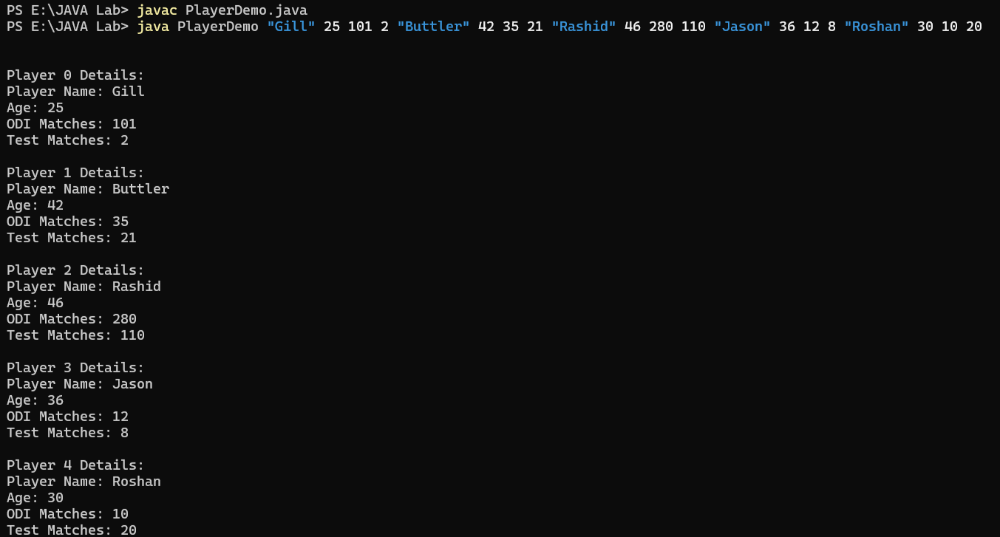 PS E:\JAVA Lab> javac PlayerDemo.java
PS E:\JAVA Lab> java PlayerDemo "Gill" 25 101 2 "Buttler" 42 35 21 "Rashid" 46 280 110 "Jason" 36 12 8 "Roshan" 30 10 20
Player 0 Details:
Player Name: Gill
Age: 25
ODI Matches: 101
Test Matches: 2
Player 1 Details:
Player Name: Buttler
Age: 42
ODI Matches: 35
Test Matches: 21
Player 2 Details:
Player Name: Rashid
Age: 46
ODI Matches: 280
Test Matches: 110
Player 3 Details:
Player Name: Jason
Age: 36
ODI Matches: 12
Test Matches: 8
Player 4 Details:
Player Name: Roshan
Age: 30
ODI Matches: 10
Test Matches: 20